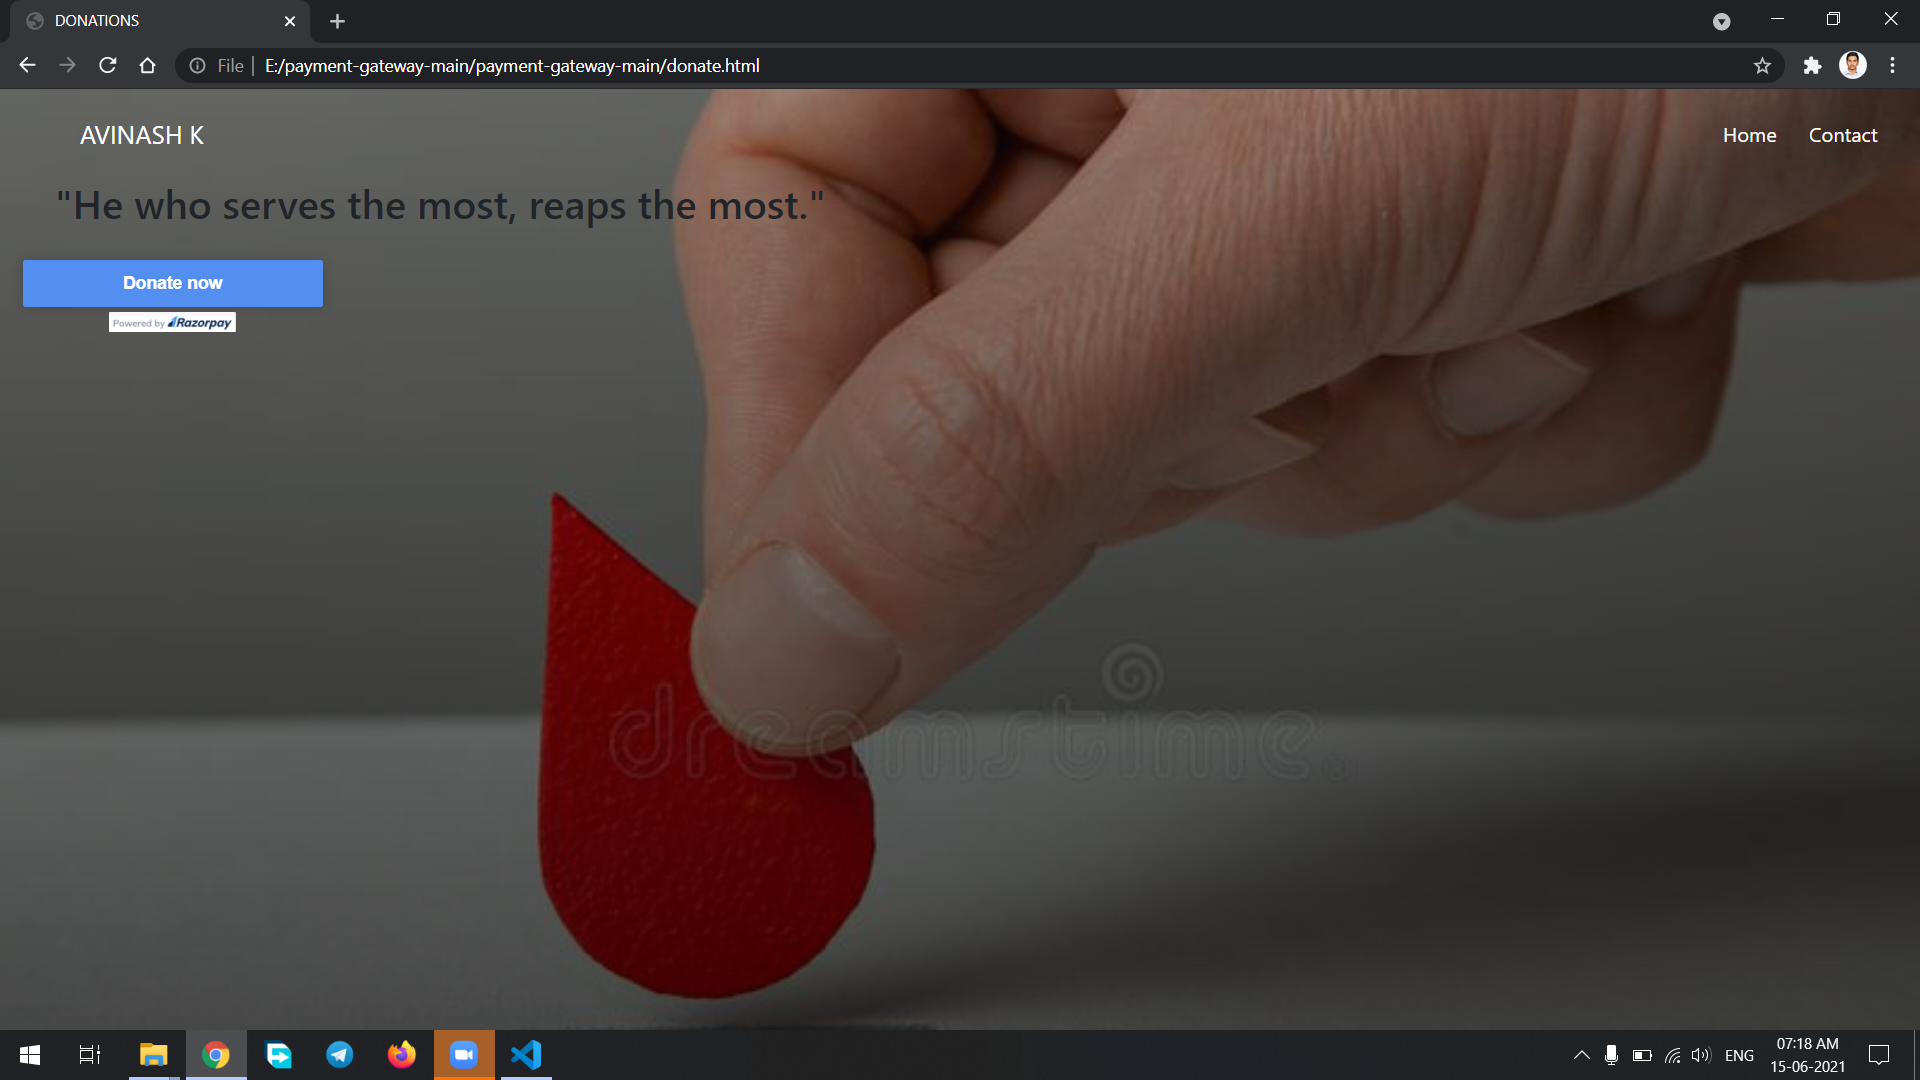 DONATIONS
File | E:/payment-gateway-main/payment-gateway-main/donate.html
AVINASH K
Home Contact
"He who serves the most, reaps the most."
Donate now
Powered by Razorpay
dreamstime®
ENG
07:18 AM
15-06-2021